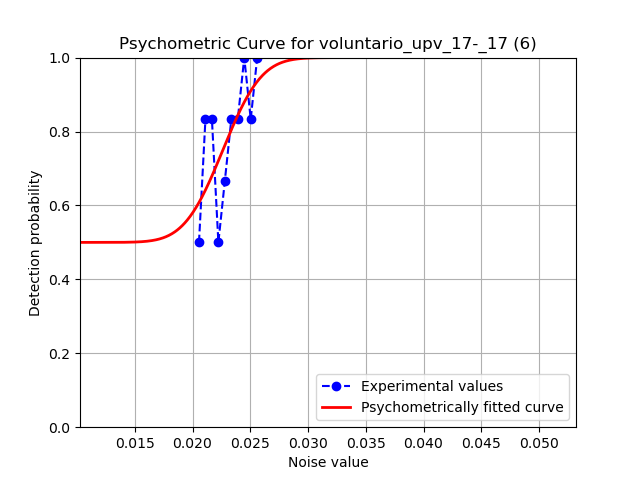 Psychometric Curve for voluntario_upv_17-_17 (6)
1.0
0.8
0.6
0.4
0.2
0.0
Detection probability
Experimental values
Psychometrically fitted curve
0.015 0.020 0.025 0.030 0.035 0.040 0.045 0.050
Noise value